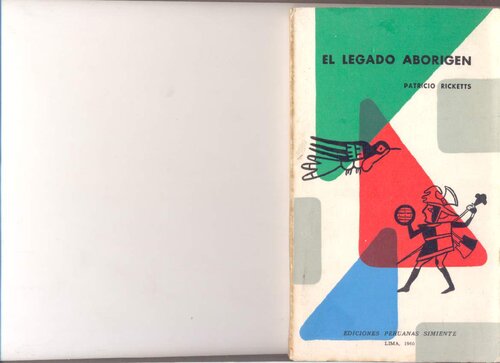 EL LEGADO ABORIGEN
PATRICIO RICKETTS
EDICIONES PERUANAS SIMIENTE
LIMA, 1960